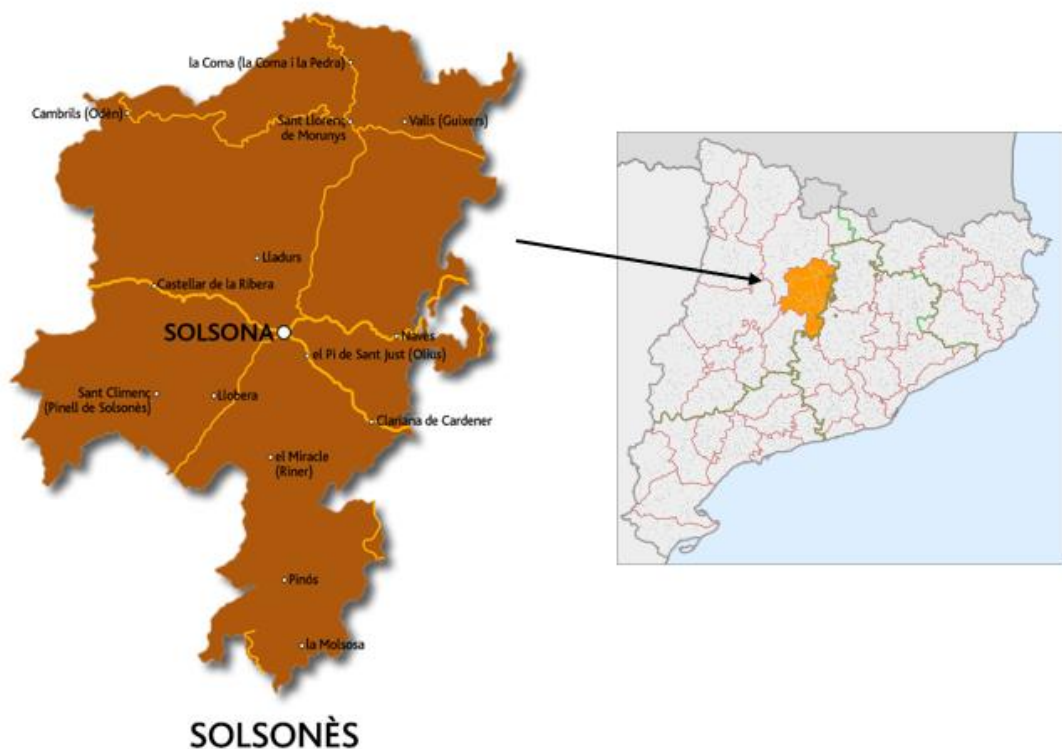 la Coma (la Coma i la Pedra)
Cambrils (Odèn)
Sant Llorenç
de Morunys
Valls (Guixers)
Lladurs
Castellar de la Ribera
SOLSONA
Navès
el Pi de Sant Just (Olius)
Sant Climenç
(Pinell de Solsonès)
Llobera
Clariana de Cardener
el Miracle
(Riner)
Pinós
la Molsosa
SOLSONÈS